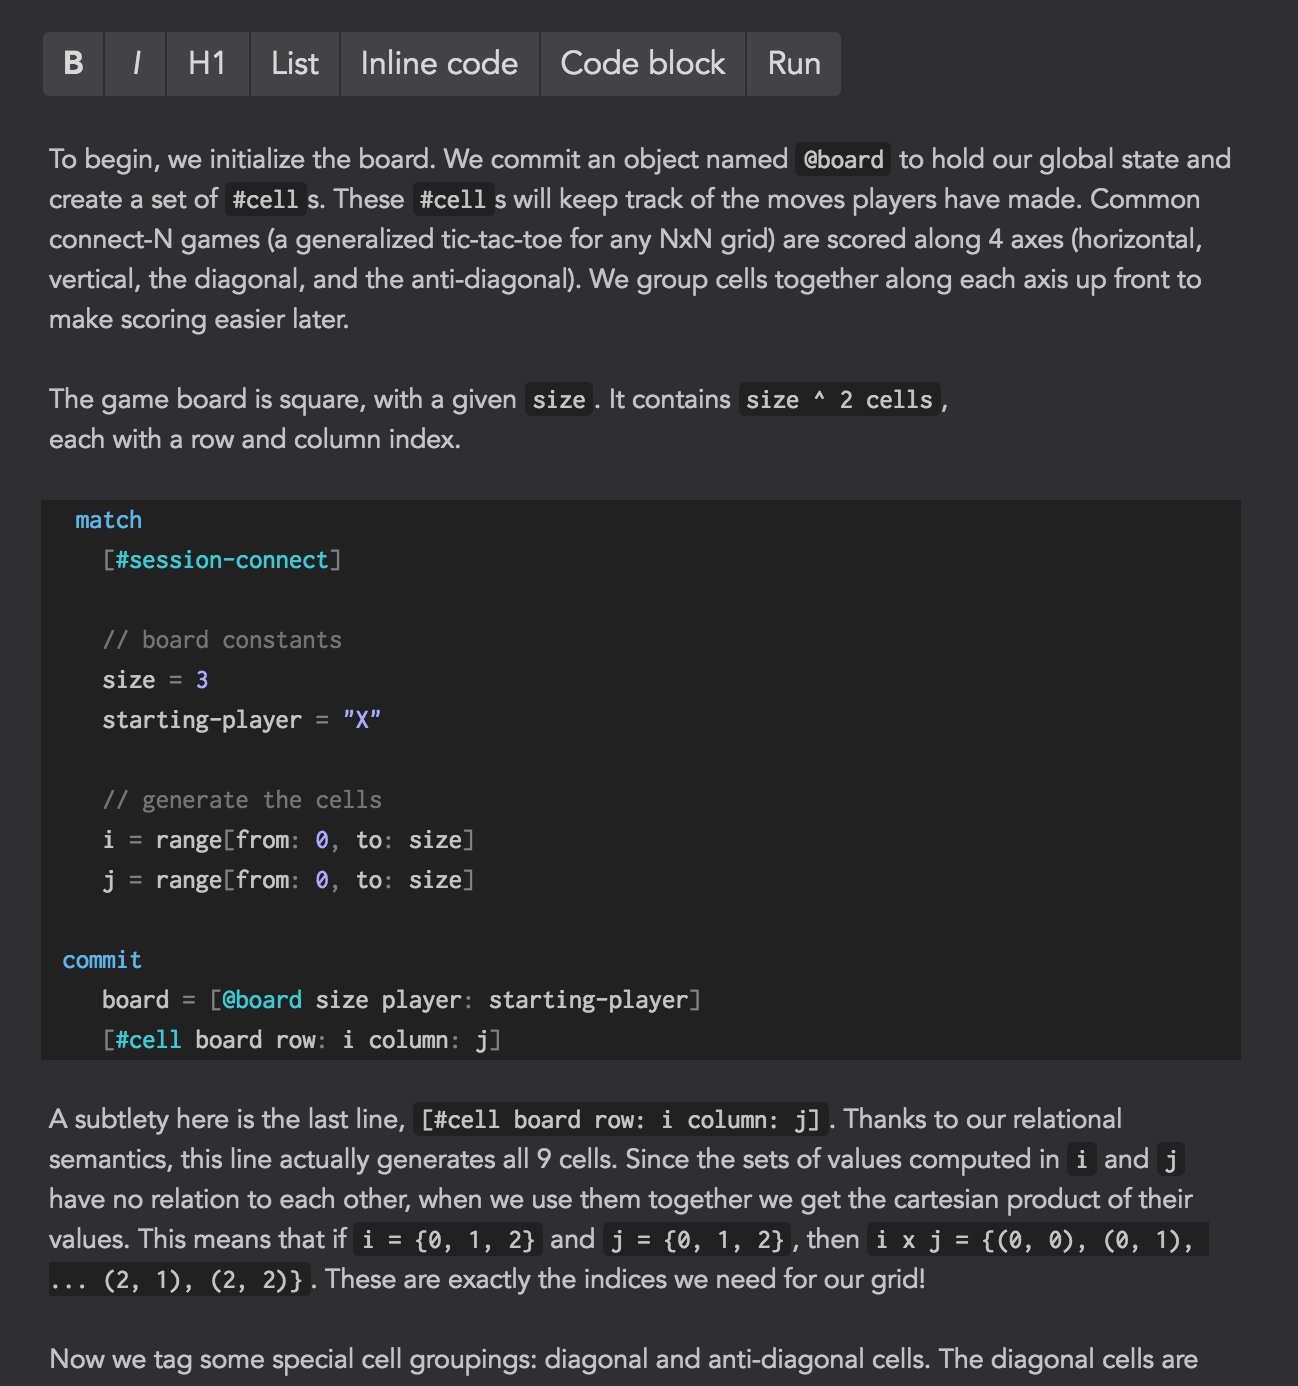 B I H1 List Inline code Code block Run
To begin, we initialize the board. We commit an object named @board to hold our global state and
create a set of #cell s. These #cell s will keep track of the moves players have made. Common
connect-N games (a generalized tic-tac-toe for any NxN grid) are scored along 4 axes (horizontal,
vertical, the diagonal, and the anti-diagonal). We group cells together along each axis up front to
make scoring easier later.
The game board is square, with a given size. It contains size ^ 2 cells,
each with a row and column index.
match
[#session-connect]
// board constants
size = 3
starting-player = "X"
// generate the cells
i = range[from: 0, to: size]
j = range[from: 0, to: size]
commit
board = [@board size player: starting-player]
[#cell board row: i column: j]
A subtlety here is the last line, [#cell board row: i column: j]. Thanks to our relational
semantics, this line actually generates all 9 cells. Since the sets of values computed in i and j
have no relation to each other, when we use them together we get the cartesian product of their
values. This means that if i = {0, 1, 2} and j = {0, 1, 2}, then i x j = {(0, 0), (0, 1),
... (2, 1), (2, 2)}. These are exactly the indices we need for our grid!
Now we tag some special cell groupings: diagonal and anti-diagonal cells. The diagonal cells are